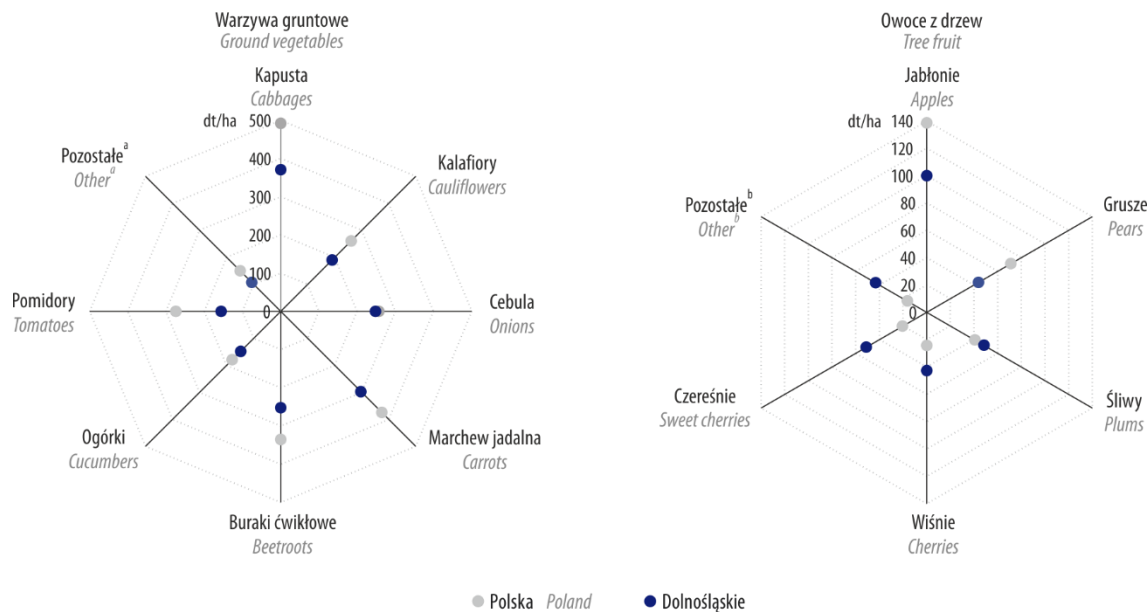 Warzywa gruntowe
Ground vegetables
Kapusta
Cabbages
dt/ha
500
400
300
200
100
0
Kalafiory
Cauliflowers
Cebula
Onions
Marchew jadalna
Carrots
Buraki ćwikłowe
Beetroots
Ogórki
Cucumbers
Pomidory
Tomatoes
Pozostałe a
Other a
Owoce z drzew
Tree fruit
Jabłonie
Apples
dt/ha
140
120
100
80
60
40
20
0
Grusze
Pears
Śliwy
Plums
Wiśnie
Cherries
Czereśnie
Sweet cherries
Pozostałe b
Other b
Polska Poland Dolnośląskie